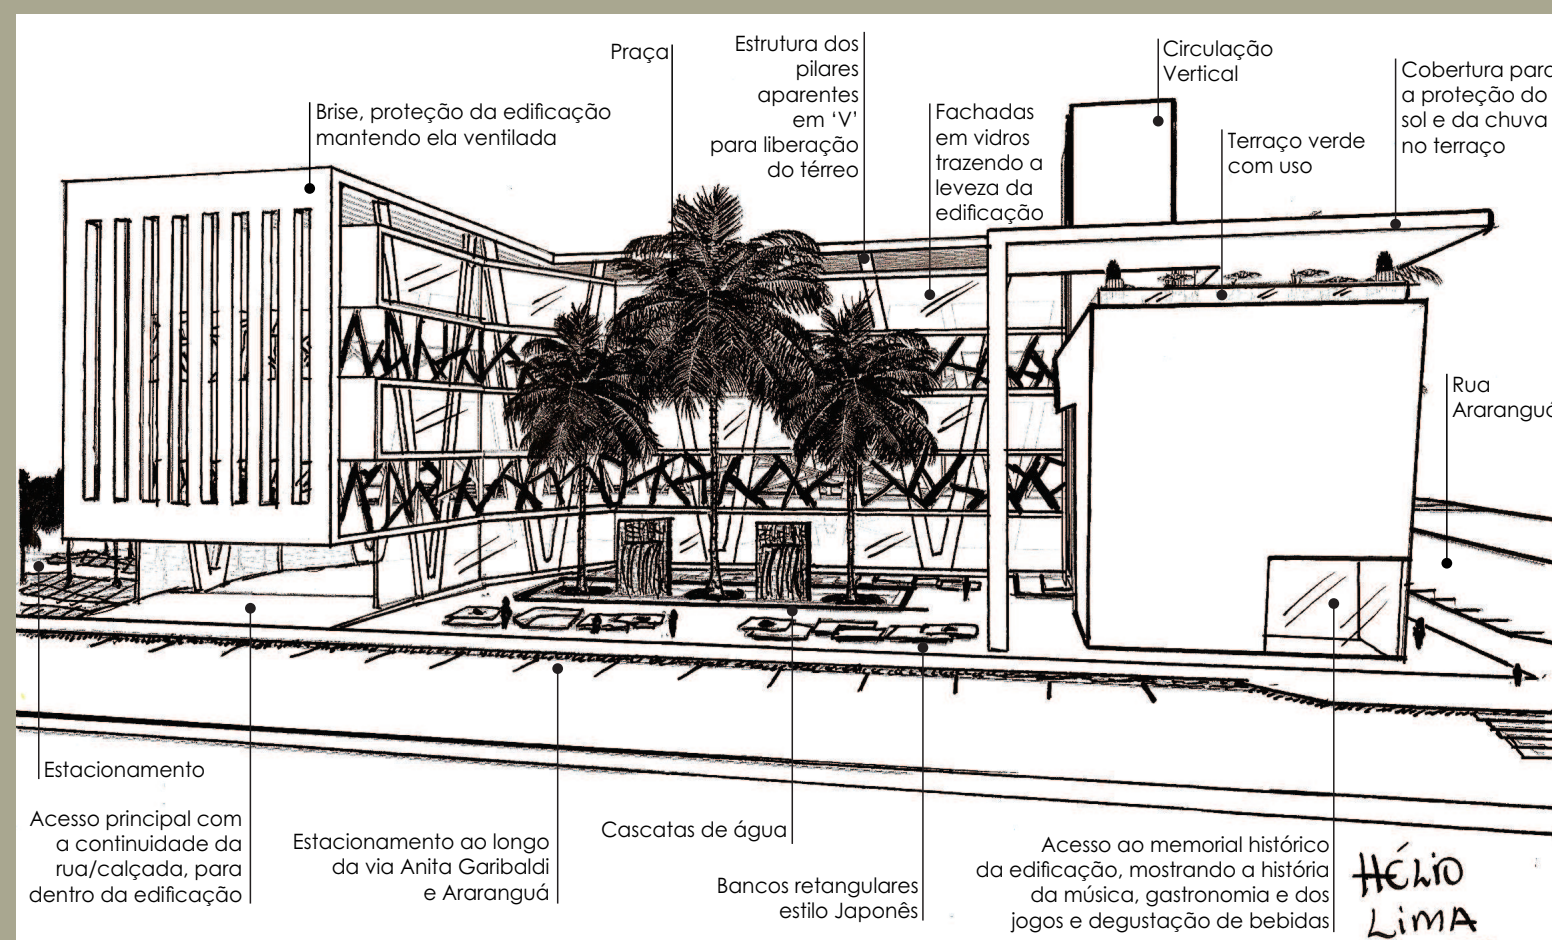 Praça
Estrutura dos
pilares
aparentes
em ‘V’
para liberação
do térreo
Circulação
Vertical
Cobertura para
a proteção do
sol e da chuva
no terraço
Brise, proteção da edificação
mantendo ela ventilada
Fachadas
em vidros
trazendo a
leveza da
edificação
Terraço verde
com uso
Rua
Araranguá
Estacionamento
Acesso principal com
a continuidade da
rua/calçada, para
dentro da edificação
Estacionamento ao longo
da via Anita Garibaldi
e Araranguá
Cascatas de água
Bancos retangulares
estilo Japonês
Acesso ao memorial histórico
da edificação, mostrando a história
da música, gastronomia e dos
jogos e degustação de bebidas
HÉLIO
LIMA